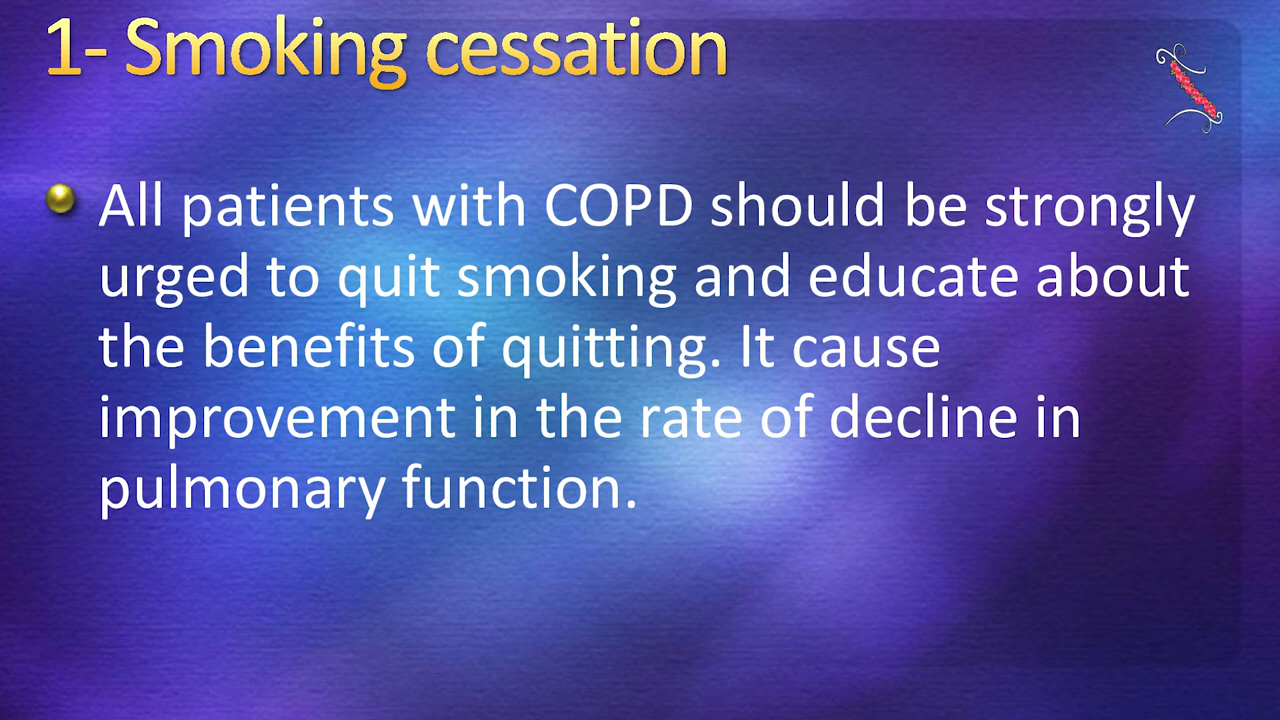 1- Smoking cessation
All patients with COPD should be strongly
urged to quit smoking and educate about
the benefits of quitting. It cause
improvement in the rate of decline in
pulmonary function.